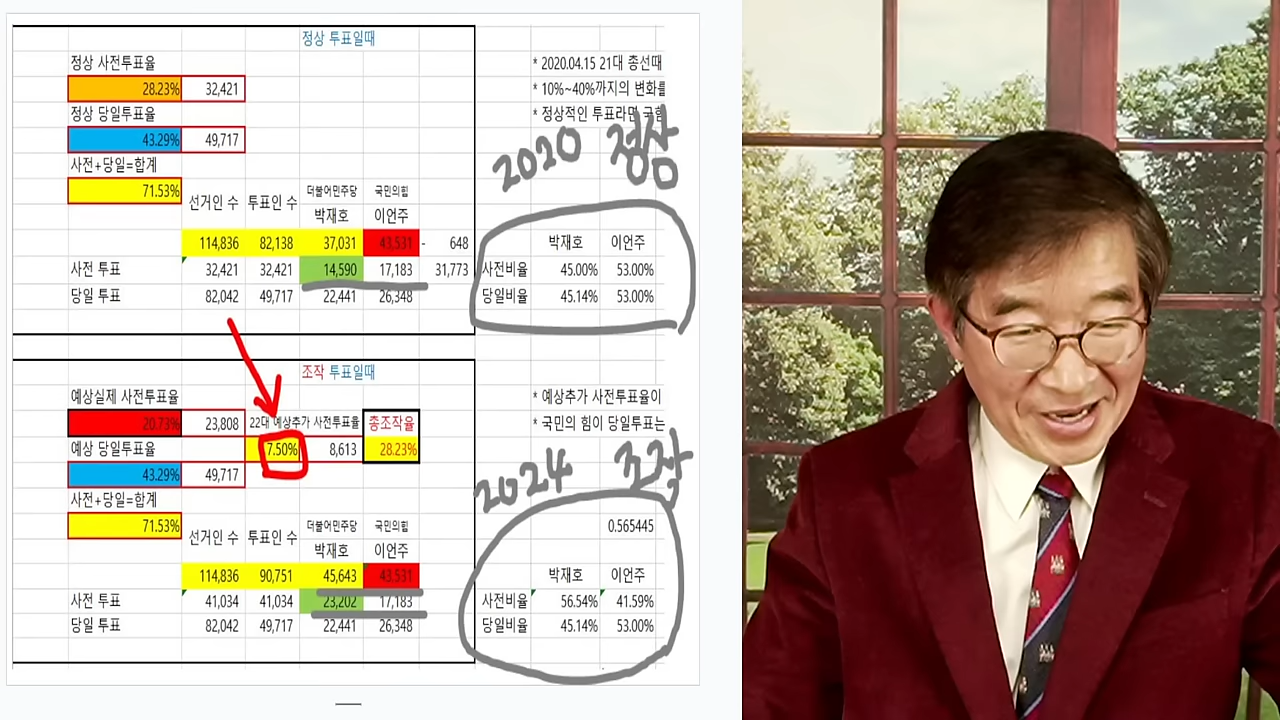 정상 투표일때
정상 사전투표율
* 2020.04.15 21대 총선때
28.23% 32,421
* 10%~40%까지의 변화를
정상 당일투표율
* 정상적인 투표라면 국힘
43.29% 49,717
2020 정상
사전+당일=합계
71.53%
선거인 수 투표인 수 더불어민주당 국민의힘
박재호 이언주
114,836 82,138 37,031 43,531 - 648
박재호 이언주
사전 투표 32,421 32,421 14,590 17,183 31,773
사전비율 45.00% 53.00%
당일 투표 82,042 49,717 22,441 26,348
당일비율 45.14% 53.00%
조작 투표일때
예상실제 사전투표율
* 예상추가 사전투표율이
20.73% 23,808 22대 예상추가 사전투표율 총조작율
* 국민의 힘이 당일투표는
예상 당일투표율 7.50% 8,613 28.23%
43.29% 49,717
2024 조작
사전+당일=합계
71.53%
0.565445
선거인 수 투표인 수 더불어민주당 국민의힘
박재호 이언주
114,836 90,751 45,643 43,531
박재호 이언주
사전 투표 41,034 41,034 23,202 17,183
사전비율 56.54% 41.59%
당일 투표 82,042 49,717 22,441 26,348
당일비율 45.14% 53.00%